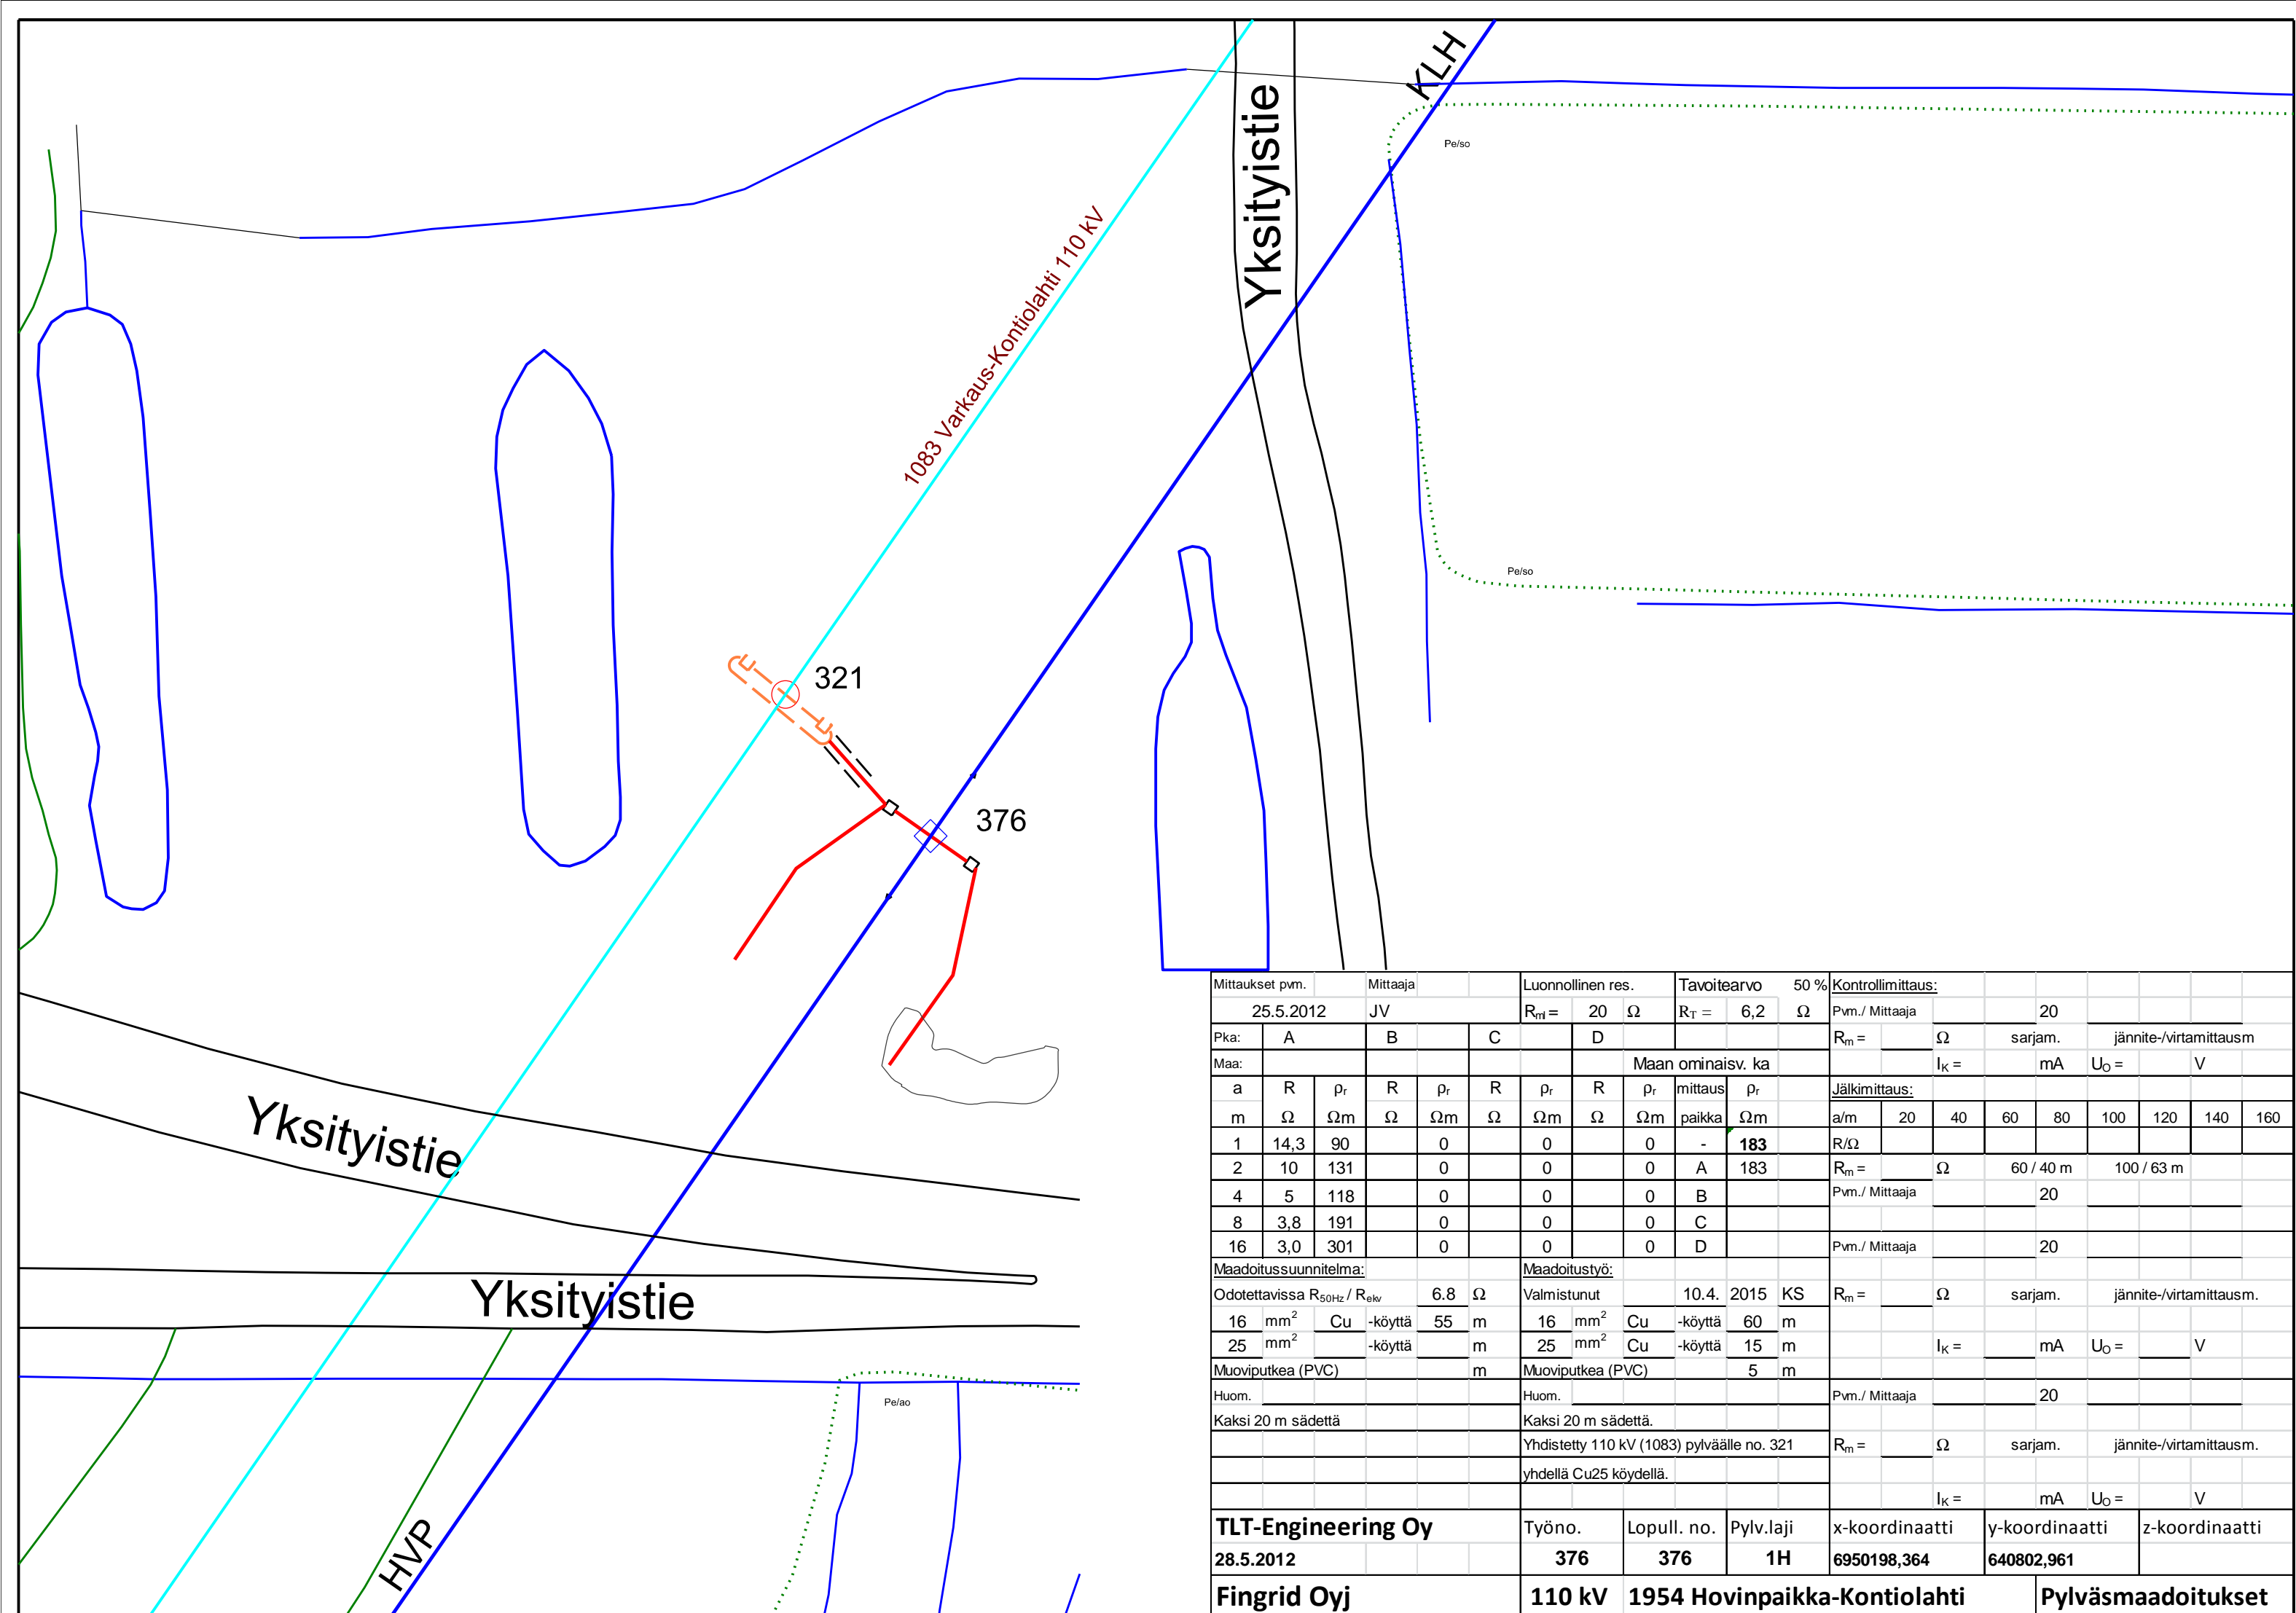 KLH
Yksityistie
Pe/so
1083 Varkaus-Kontiolahti 110 kV
Pe/so
321
376
Yksityistie
Yksityistie
Pe/ao
HVP
Mittaukset pvm. Mittaaja Luonnollinen res. Tavoitearvo 50 % Kontrollimittaus:
25.5.2012 JV Rml = 20 Ω RT = 6,2 Ω Pvm./ Mittaaja 20
Pka: A B C D Rm = Ω sarjam. jännite-/virtamittausm
Maa: Maan ominaisv. ka IK = mA UO = V
a R ρr R ρr R ρr R ρr mittaus ρr Jälkimittaus:
m Ω Ωm Ω Ωm Ω Ωm Ω Ωm paikka Ωm a/m 20 40 60 80 100 120 140 160
1 14,3 90 0 0 0 - 183 R/Ω
2 10 131 0 0 0 A 183 Rm = Ω 60 / 40 m 100 / 63 m
4 5 118 0 0 0 B Pvm./ Mittaaja 20
8 3,8 191 0 0 0 C
16 3,0 301 0 0 0 D Pvm./ Mittaaja 20
Maadoitussuunnitelma: Maadoitustyö:
Odotettavissa R50Hz / Rekv 6.8 Ω Valmistunut 10.4. 2015 KS Rm = Ω sarjam. jännite-/virtamittausm.
16 mm² Cu -köyttä 55 m 16 mm² Cu -köyttä 60 m
25 mm² -köyttä m 25 mm² Cu -köyttä 15 m IK = mA UO = V
Muoviputkea (PVC) m Muoviputkea (PVC) 5 m
Huom. Huom. Pvm./ Mittaaja 20
Kaksi 20 m sädettä Kaksi 20 m sädettä.
Yhdistetty 110 kV (1083) pylväälle no. 321 Rm = Ω sarjam. jännite-/virtamittausm.
yhdellä Cu25 köydellä.
IK = mA UO = V
TLT-Engineering Oy Työno. Lopull. no. Pylv.laji x-koordinaatti y-koordinaatti z-koordinaatti
28.5.2012 376 376 1H 6950198,364 640802,961
Fingrid Oyj 110 kV 1954 Hovinpaikka-Kontiolahti Pylväsmaadoitukset